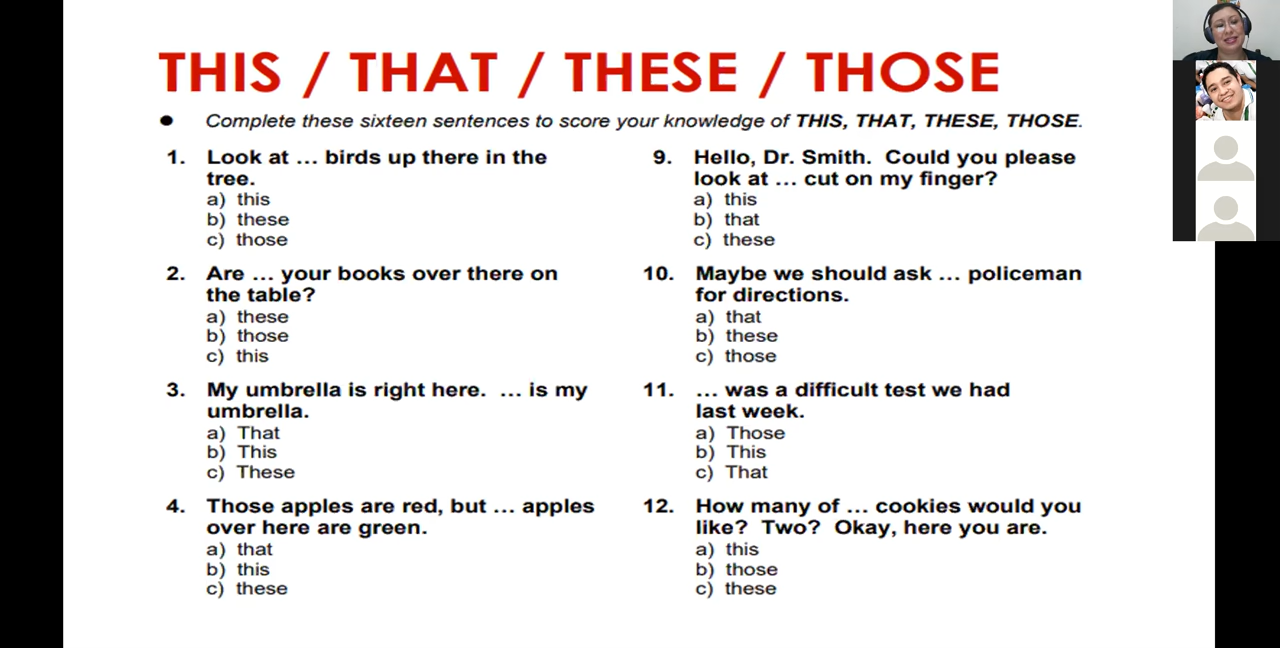 THIS / THAT / THESE / THOSE
● Complete these sixteen sentences to score your knowledge of THIS, THAT, THESE, THOSE.
1. Look at ... birds up there in the
tree.
a) this
b) these
c) those
2. Are ... your books over there on
the table?
a) these
b) those
c) this
3. My umbrella is right here. ... is my
umbrella.
a) That
b) This
c) These
4. Those apples are red, but ... apples
over here are green.
a) that
b) this
c) these
9. Hello, Dr. Smith. Could you please
look at ... cut on my finger?
a) this
b) that
c) these
10. Maybe we should ask ... policeman
for directions.
a) that
b) these
c) those
11. ... was a difficult test we had
last week.
a) Those
b) This
c) That
12. How many of ... cookies would you
like? Two? Okay, here you are.
a) this
b) those
c) these